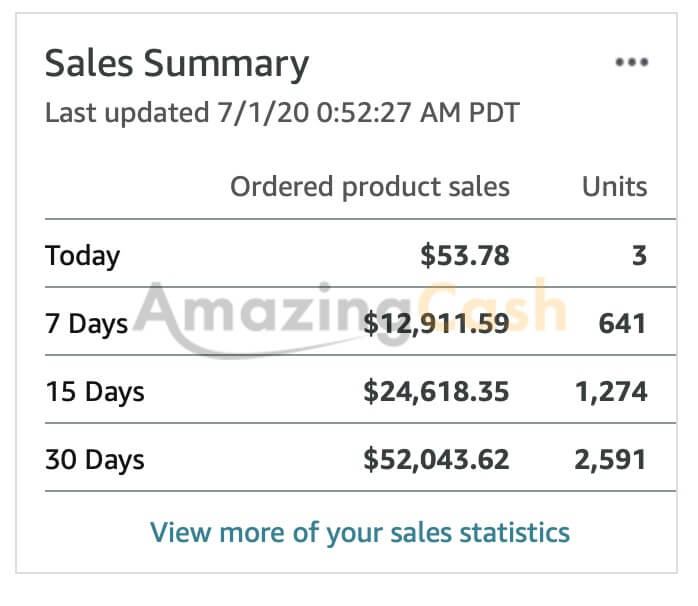 Sales Summary
Last updated 7/1/20 0:52:27 AM PDT
Ordered product sales Units
Today $53.78 3
AmazingCash
7 Days $12,911.59 641
15 Days $24,618.35 1,274
30 Days $52,043.62 2,591
View more of your sales statistics